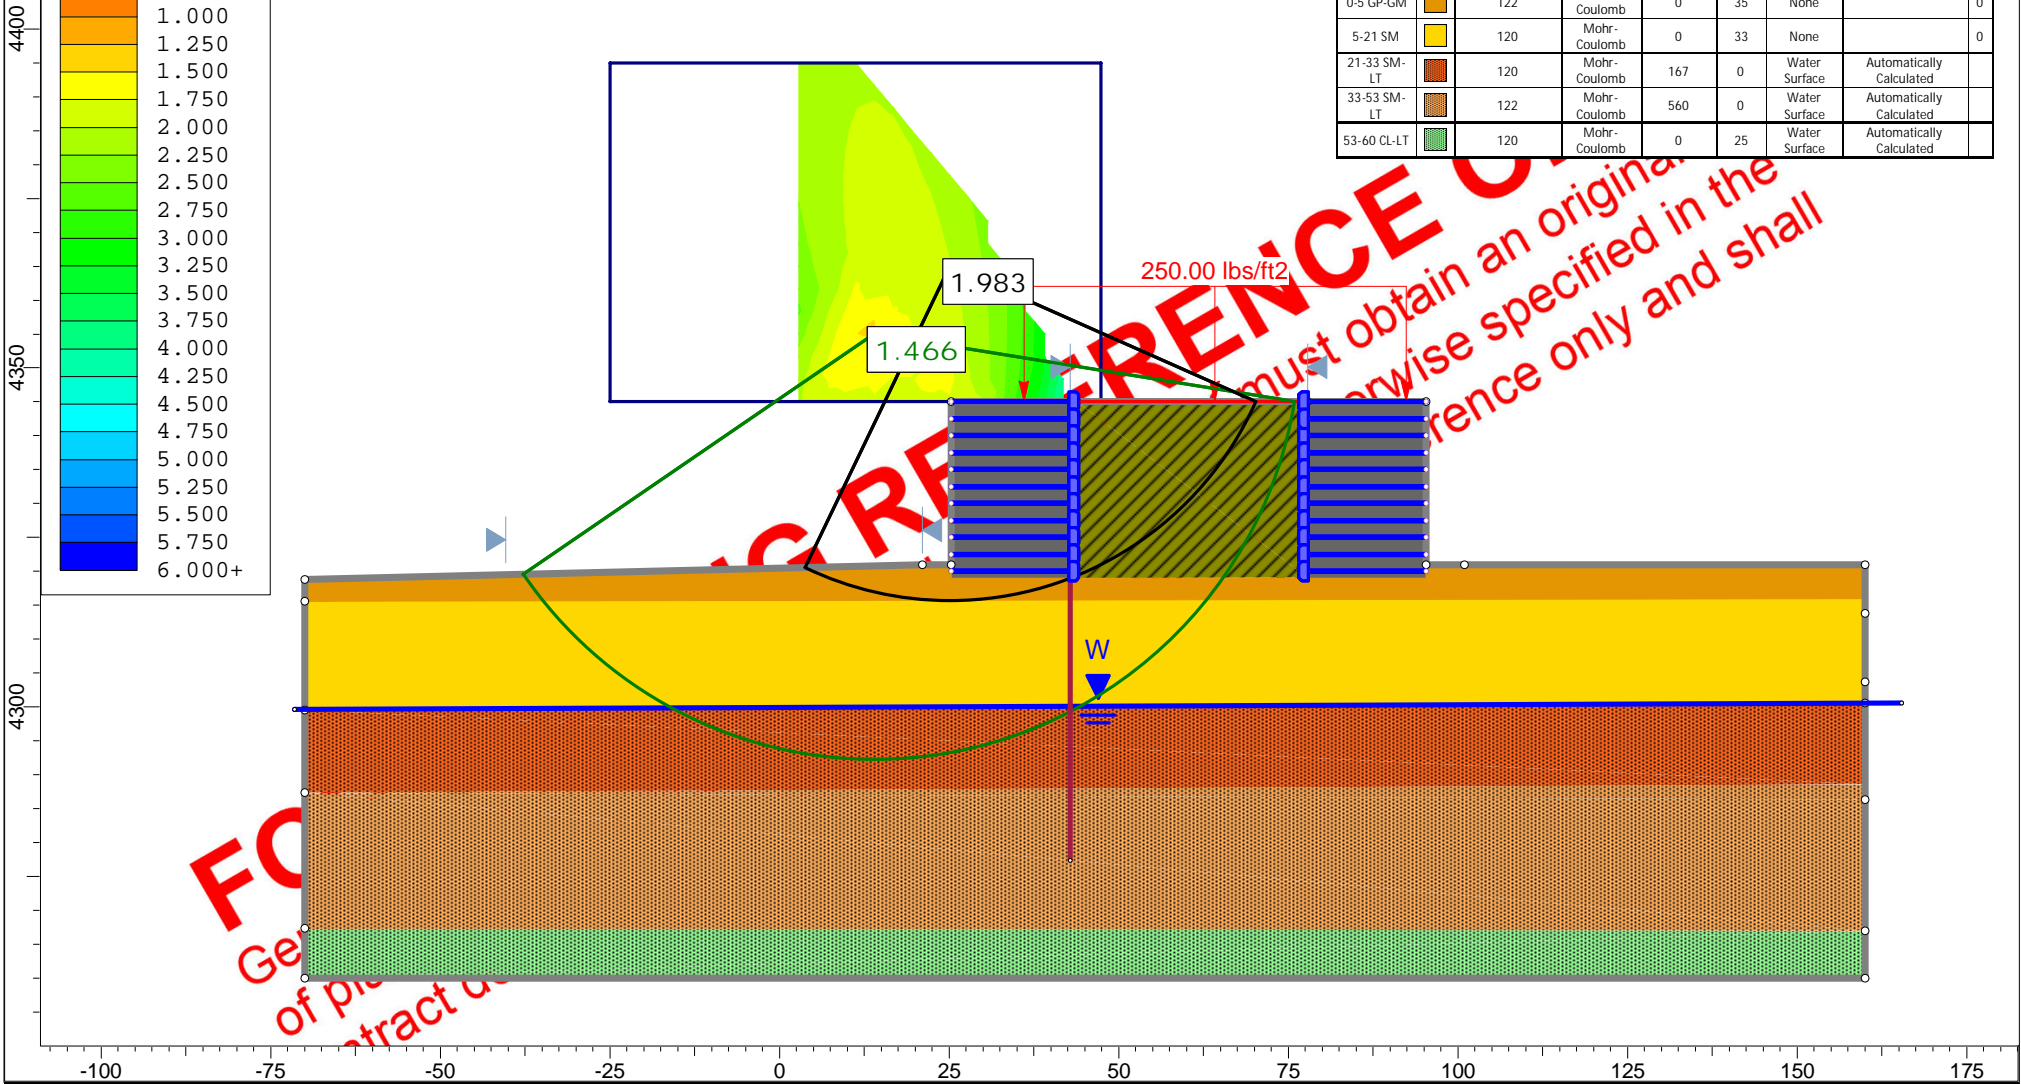 1.000
1.250
1.500
1.750
2.000
2.250
2.500
2.750
3.000
3.250
3.500
3.750
4.000
4.250
4.500
4.750
5.000
5.250
5.500
5.750
6.000+
0-5 GP-GM 122 Coulomb 0 35 None 0
5-21 SM 120 Mohr-Coulomb 0 33 None 0
21-33 SM-LT 120 Mohr-Coulomb 167 0 Water Surface Automatically Calculated
33-53 SM-LT 122 Mohr-Coulomb 560 0 Water Surface Automatically Calculated
53-60 CL-LT 120 Mohr-Coulomb 0 25 Water Surface Automatically Calculated
4400
4350
4300
1.983
1.466
250.00 lbs/ft2
W
must obtain an original
specified in the
only and shall
of
-100 -75 -50 -25 0 25 50 75 100 125 150 175